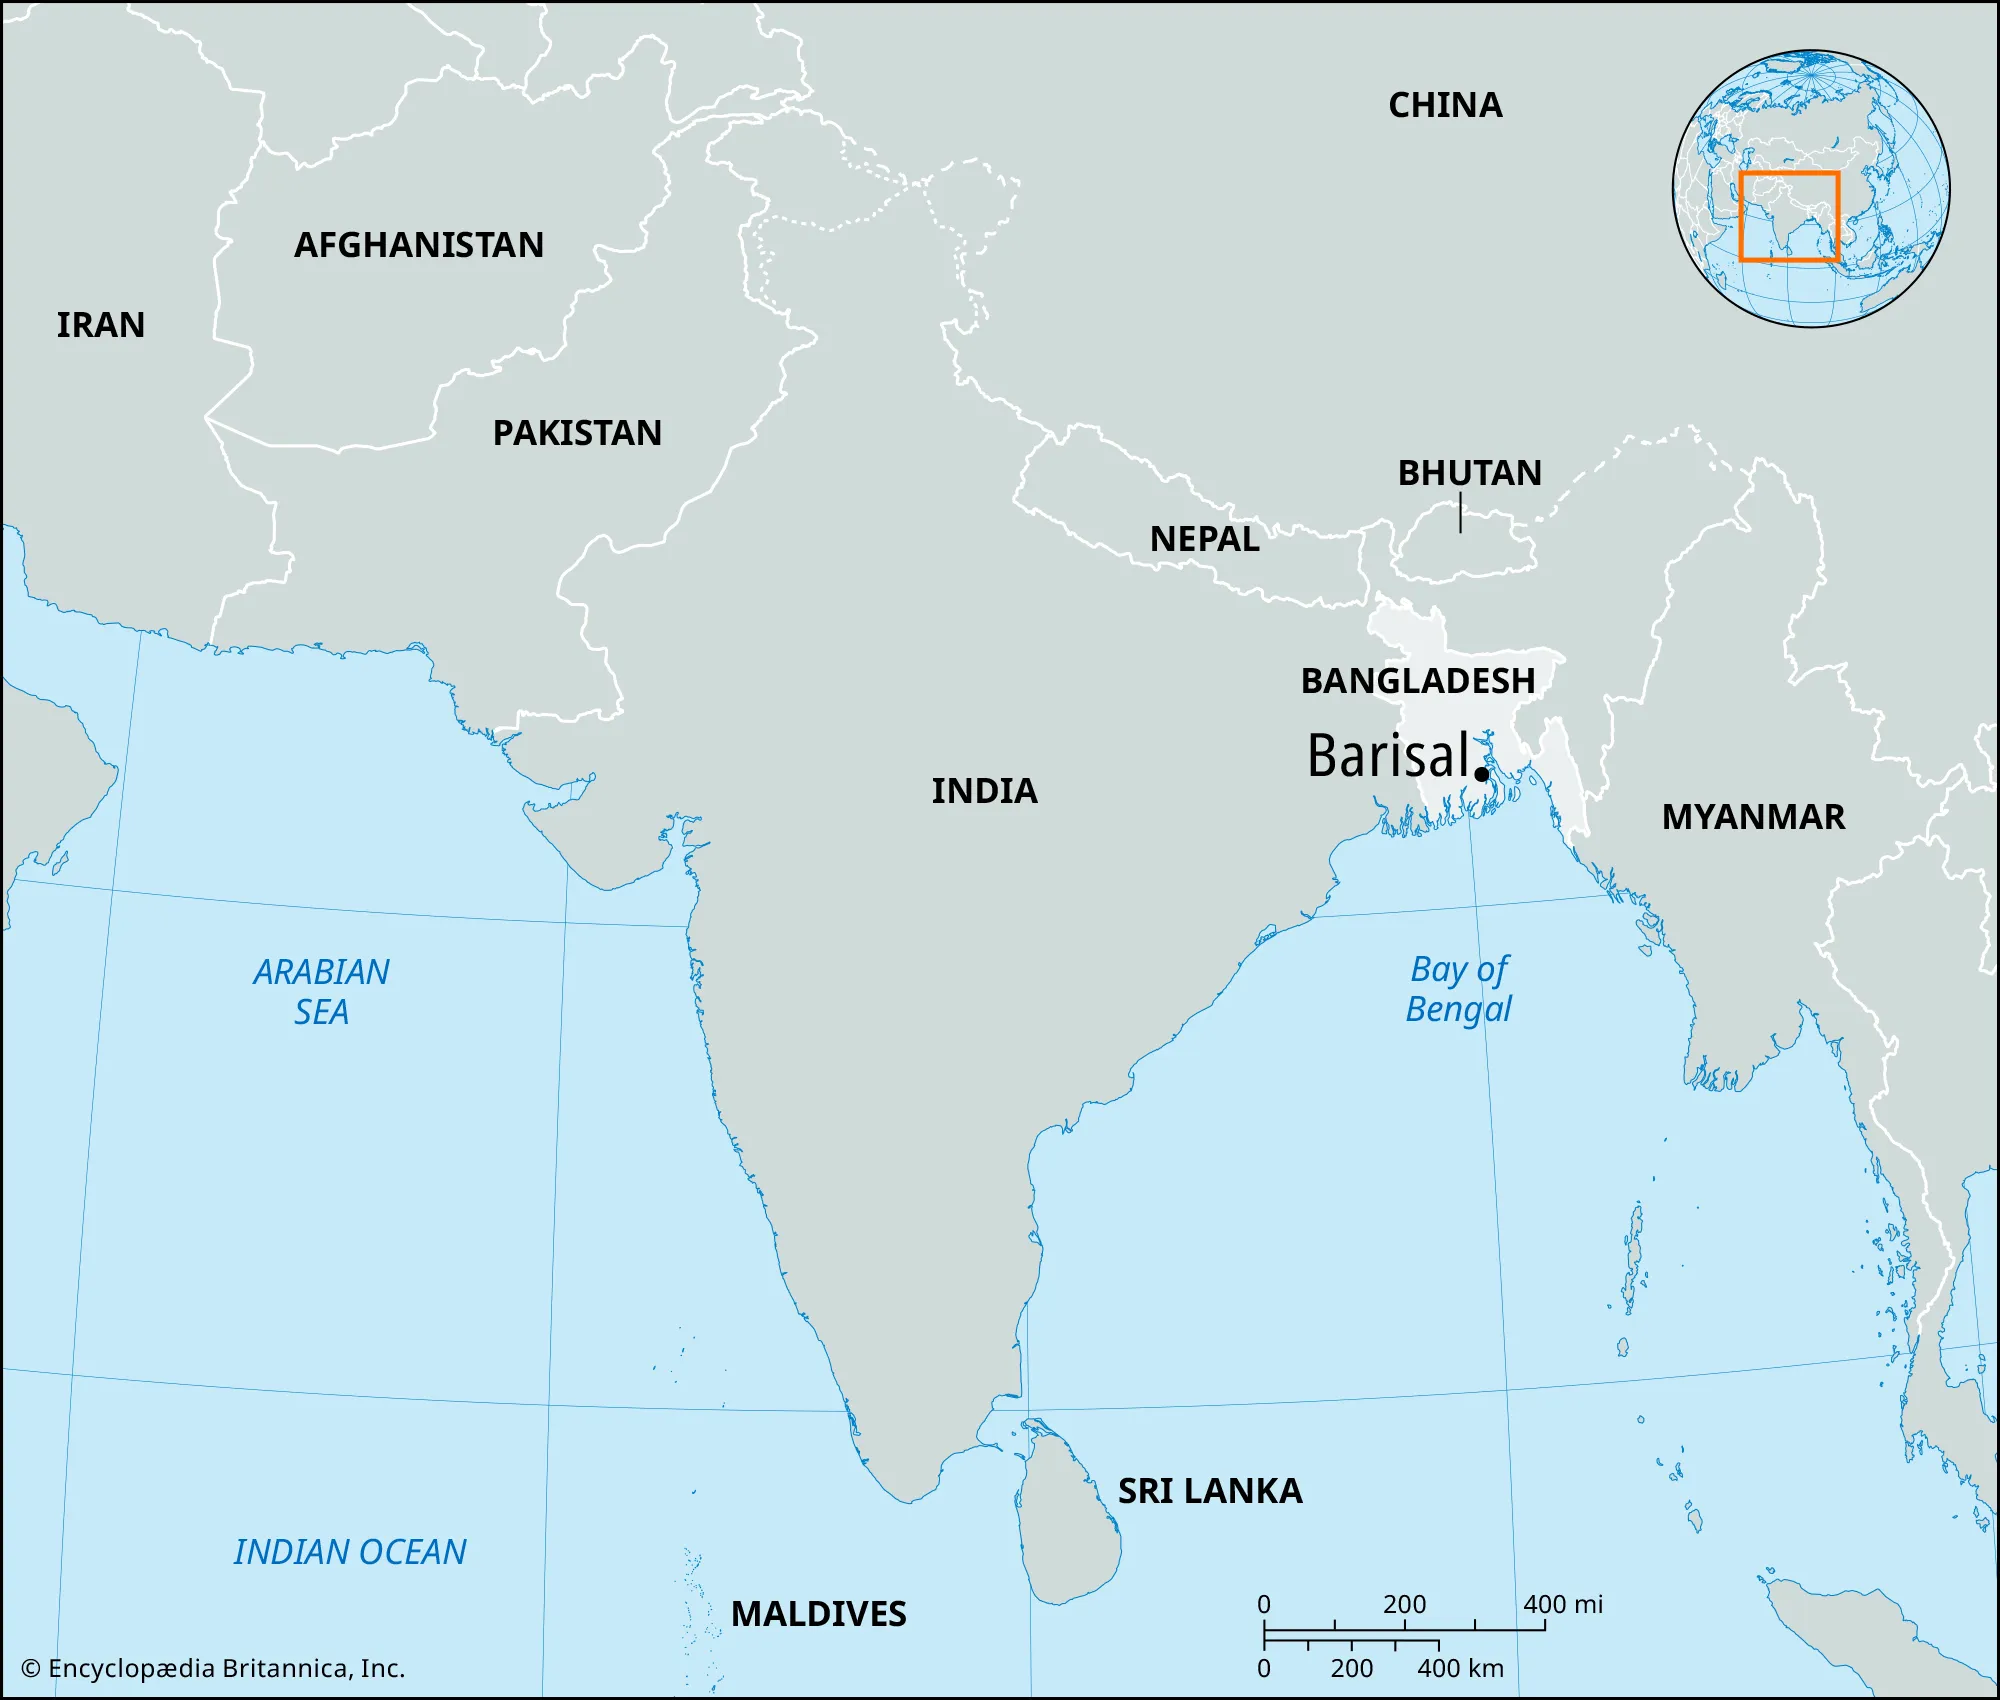 CHINA
AFGHANISTAN
IRAN
PAKISTAN
BHUTAN
NEPAL
BANGLADESH
Barisal
INDIA
MYANMAR
ARABIAN
SEA
Bay of
Bengal
SRI LANKA
INDIAN OCEAN
MALDIVES
0 200 400 mi
0 200 400 km
© Encyclopædia Britannica, Inc.